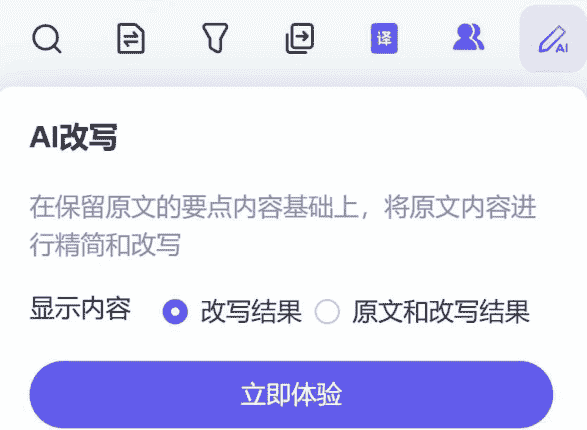 译
AI
AI改写
在保留原文的要点内容基础上，将原文内容进
行精简和改写
显示内容 改写结果 原文和改写结果
立即体验